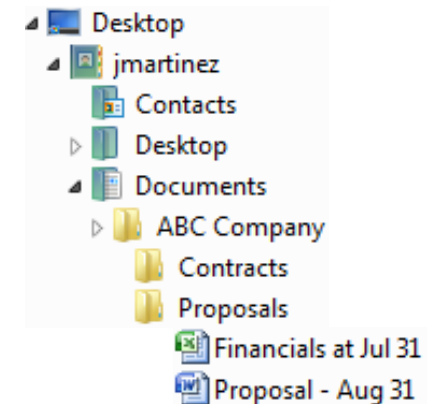 Desktop
jmartinez
Contacts
Desktop
Documents
ABC Company
Contracts
Proposals
Financials at Jul 31
Proposal - Aug 31